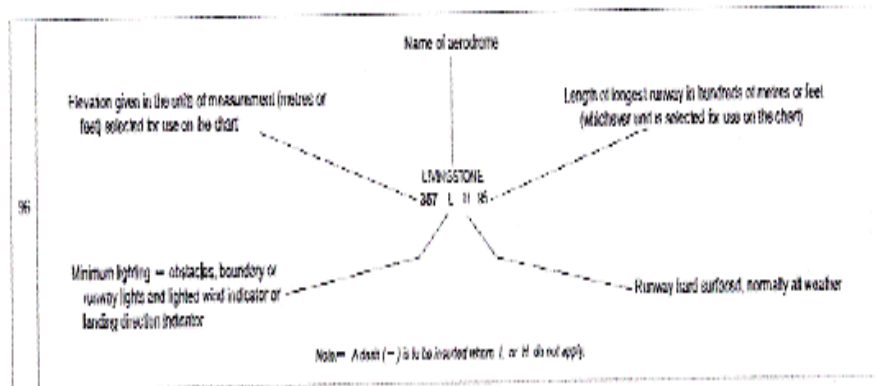 Name of aerodrome
Elevation given in the units of measurement (metres or
feet) selected for use on the chart
Length of longest runway in hundreds of metres or feet
(whichever unit is selected for use on the chart)
LIVINGSTONE
357 L H 95
96
Minimum lighting — obstacles, boundary or
runway lights and lighted wind indicator or
landing direction indicator
Runway hard surfaced, normally all weather
Note.— A dash (—) is to be inserted where L or H do not apply.